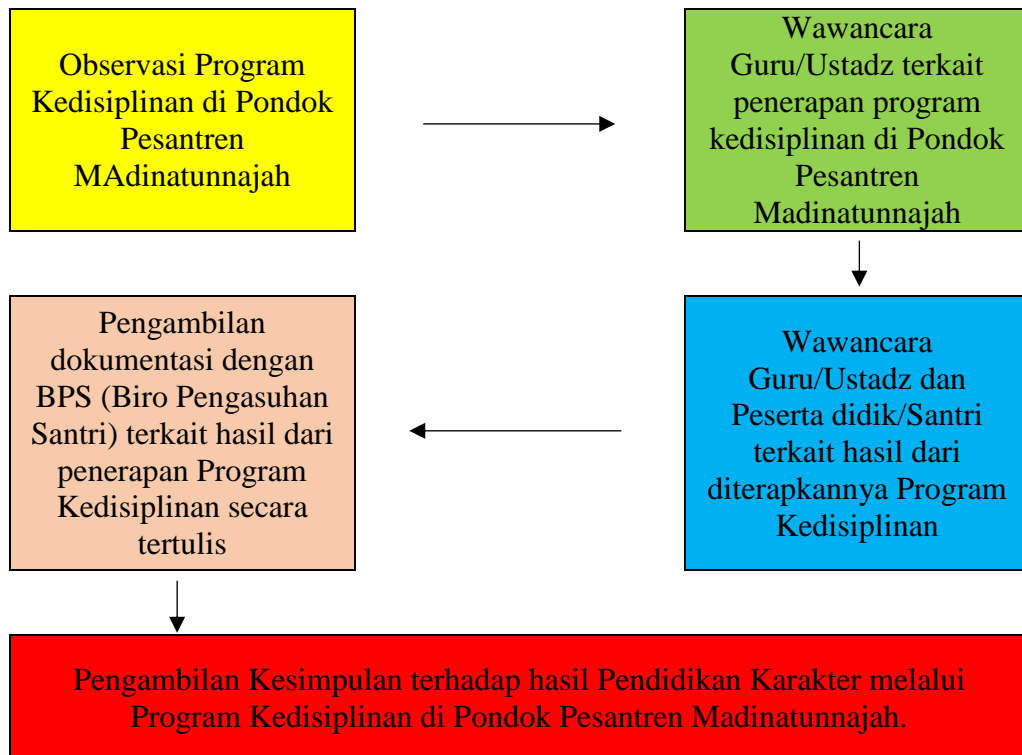 Observasi Program
Kedisiplinan di Pondok
Pesantren
MAdinatunnajah
Wawancara
Guru/Ustadz terkait
penerapan program
kedisiplinan di Pondok
Pesantren
Madinatunnajah
Wawancara
Guru/Ustadz dan
Peserta didik/Santri
terkait hasil dari
diterapkannya Program
Kedisiplinan
Pengambilan
dokumentasi dengan
BPS (Biro Pengasuhan
Santri) terkait hasil dari
penerapan Program
Kedisiplinan secara
tertulis
Pengambilan Kesimpulan terhadap hasil Pendidikan Karakter melalui
Program Kedisiplinan di Pondok Pesantren Madinatunnajah.